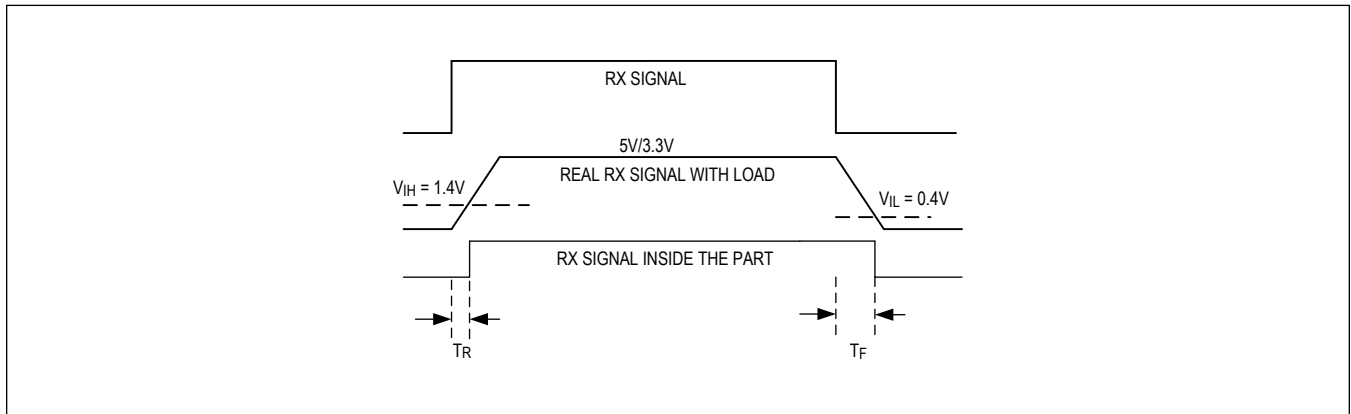 RX SIGNAL
5V/3.3V
REAL RX SIGNAL WITH LOAD
VIH = 1.4V
VIL = 0.4V
RX SIGNAL INSIDE THE PART
TR
TF